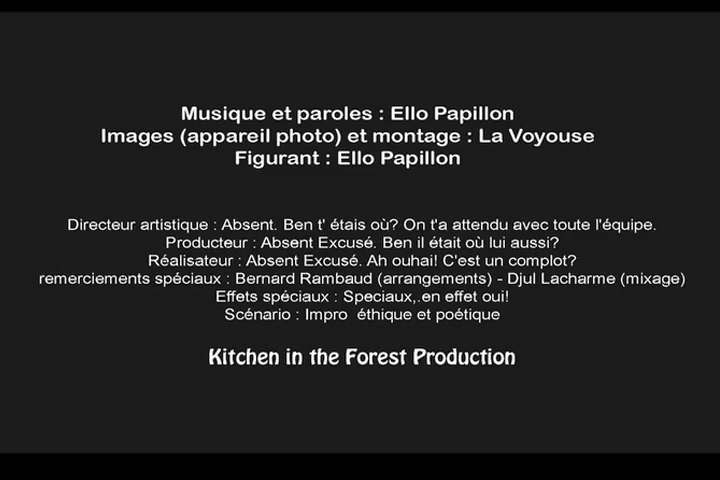 Musique et paroles : Ello Papillon
Images (appareil photo) et montage : La Voyouse
Figurant : Ello Papillon
Directeur artistique : Absent. Ben t' étais où? On t'a attendu avec toute l'équipe.
Producteur : Absent Excusé. Ben il était où lui aussi?
Réalisateur : Absent Excusé. Ah ouhai! C'est un complot?
remerciements spéciaux : Bernard Rambaud (arrangements) - Djul Lacharme (mixage)
Effets spéciaux : Speciaux,.en effet oui!
Scénario : Impro  éthique et poétique
Kitchen in the Forest Production